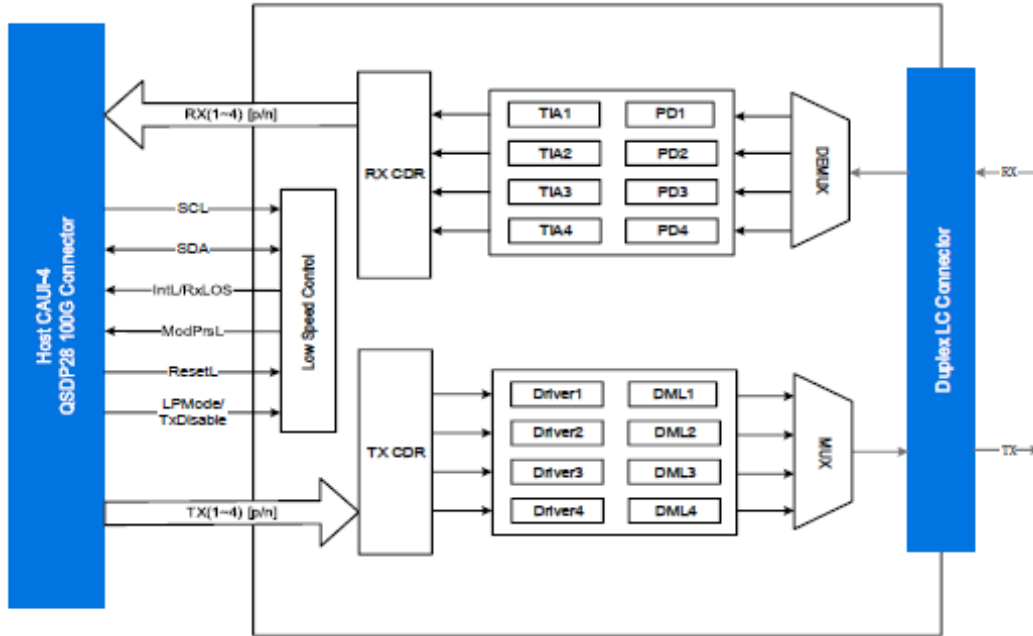 Host CAUI-4
QSDP28 100G Connector
RX(1~4) [p/n]
SCL
SDA
IntL/RxLOS
ModPrsL
ResetL
LPMode/
TxDisable
TX(1~4) [p/n]
Low Speed Control
RX CDR
TIA1
PD1
TIA2
PD2
TIA3
PD3
TIA4
PD4
DEMUX
TX CDR
Driver1
DML1
Driver2
DML2
Driver3
DML3
Driver4
DML4
MUX
Duplex LC Connector
RX
TX